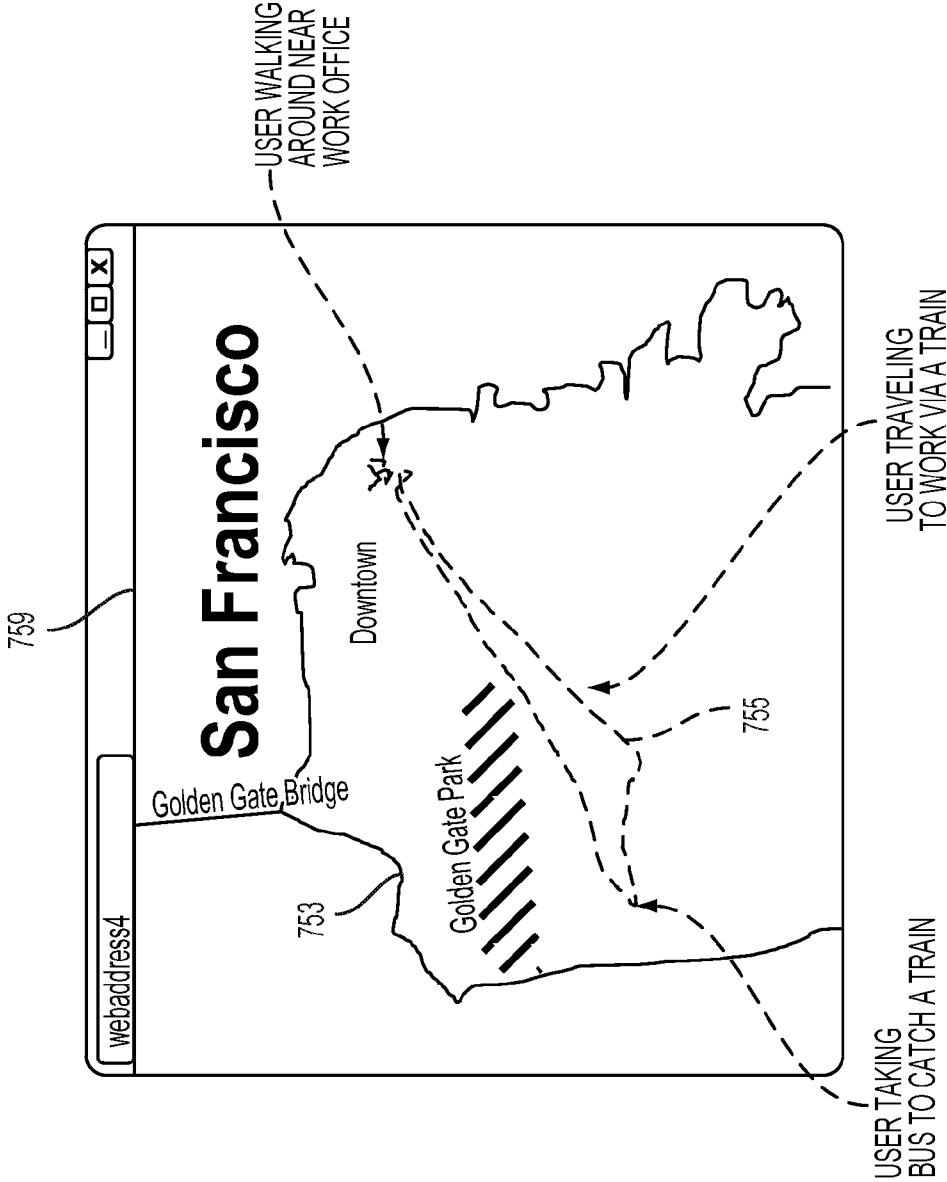 759
webaddress4
San Francisco
Golden Gate Bridge
753
Downtown
Golden Gate Park
755
USER WALKING
AROUND NEAR
WORK OFFICE
USER TAKING
BUS TO CATCH A TRAIN
USER TRAVELING
TO WORK VIA A TRAIN